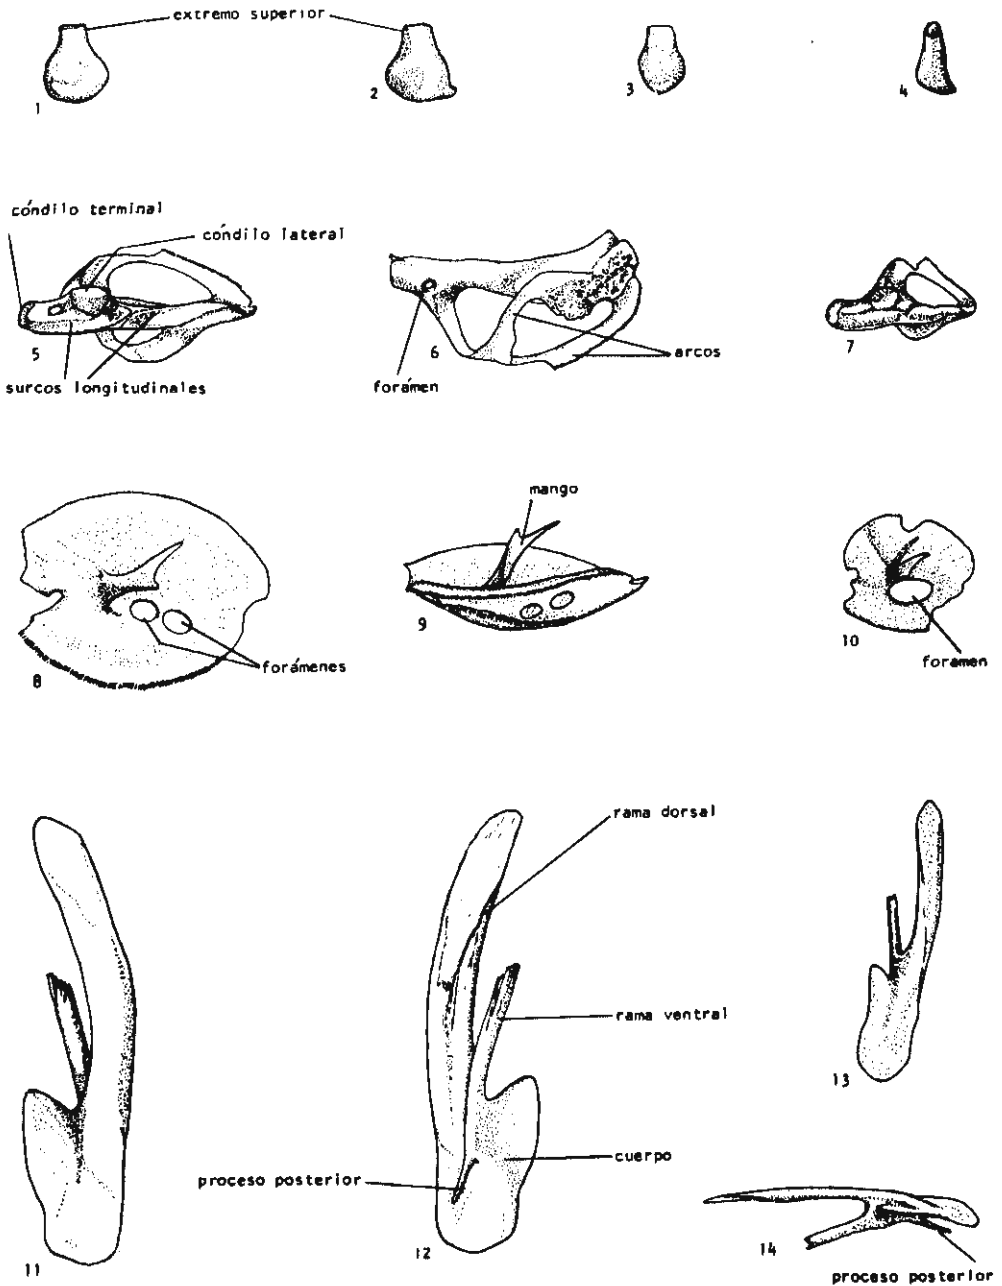 extremo superior
1
2
3
4
cóndilo terminal
cóndilo lateral
5
6
7
arcos
surcos longitudinales
forámen
mango
8
9
10
forámenes
foramen
rama dorsal
rama ventral
13
cuerpo
proceso posterior
11
12
14
proceso posterior